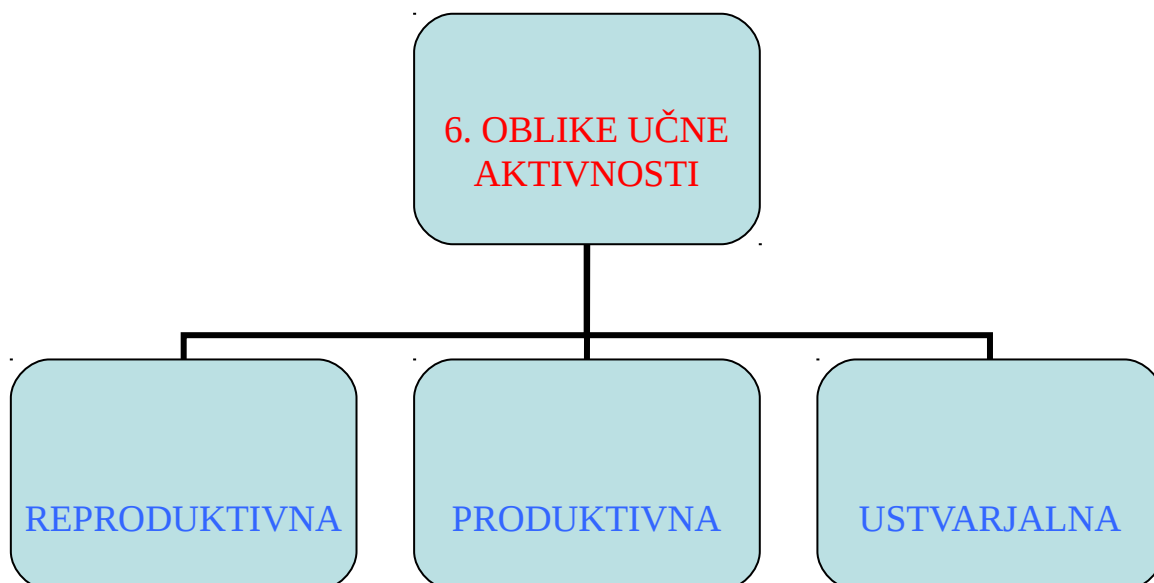 6. OBLIKE UČNE
AKTIVNOSTI
REPRODUKTIVNA
PRODUKTIVNA
USTVARJALNA